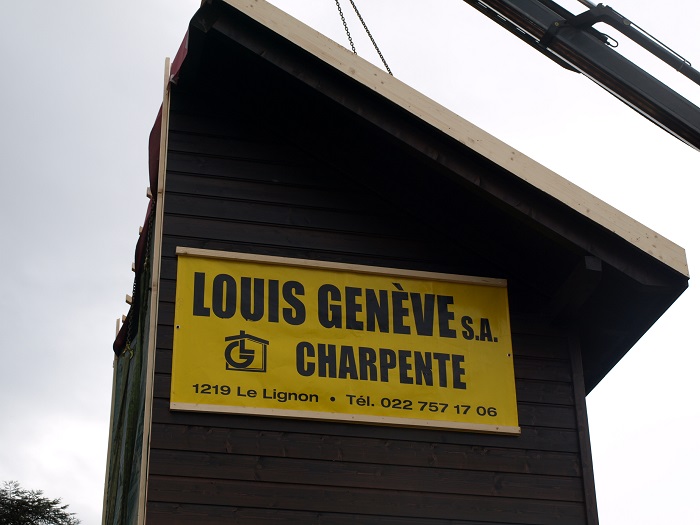 LOUIS GENÈVE S.A.
CHARPENTE
1219 Le Lignon • Tél. 022 757 17 06